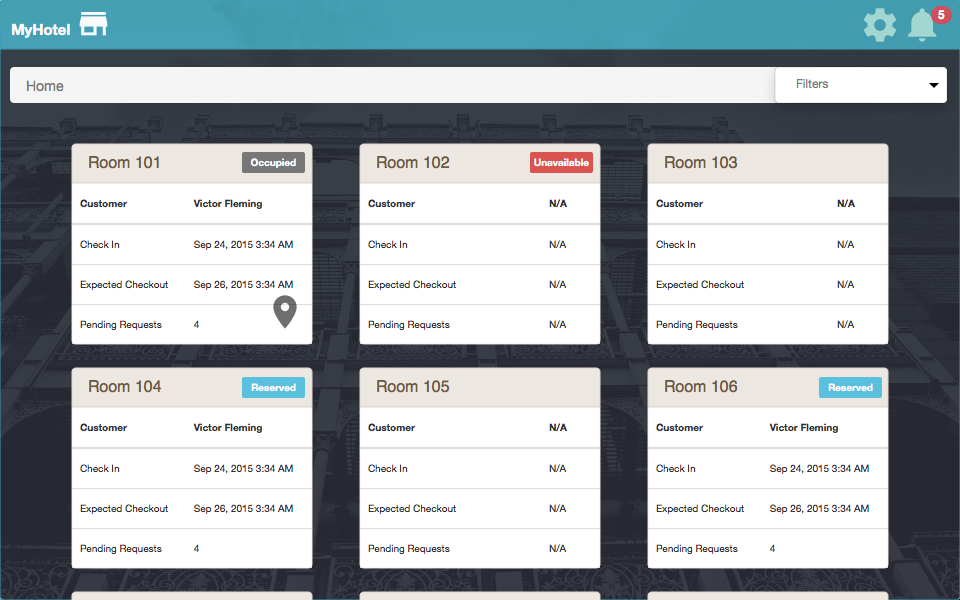 MyHotel
5
Home
Filters
Room 101 Occupied
Customer Victor Fleming
Check In Sep 24, 2015 3:34 AM
Expected Checkout Sep 26, 2015 3:34 AM
Pending Requests 4
Room 102 Unavailable
Customer N/A
Check In N/A
Expected Checkout N/A
Pending Requests N/A
Room 103
Customer N/A
Check In N/A
Expected Checkout N/A
Pending Requests N/A
Room 104 Reserved
Customer Victor Fleming
Check In Sep 24, 2015 3:34 AM
Expected Checkout Sep 26, 2015 3:34 AM
Pending Requests 4
Room 105
Customer N/A
Check In N/A
Expected Checkout N/A
Pending Requests N/A
Room 106 Reserved
Customer Victor Fleming
Check In Sep 24, 2015 3:34 AM
Expected Checkout Sep 26, 2015 3:34 AM
Pending Requests 4